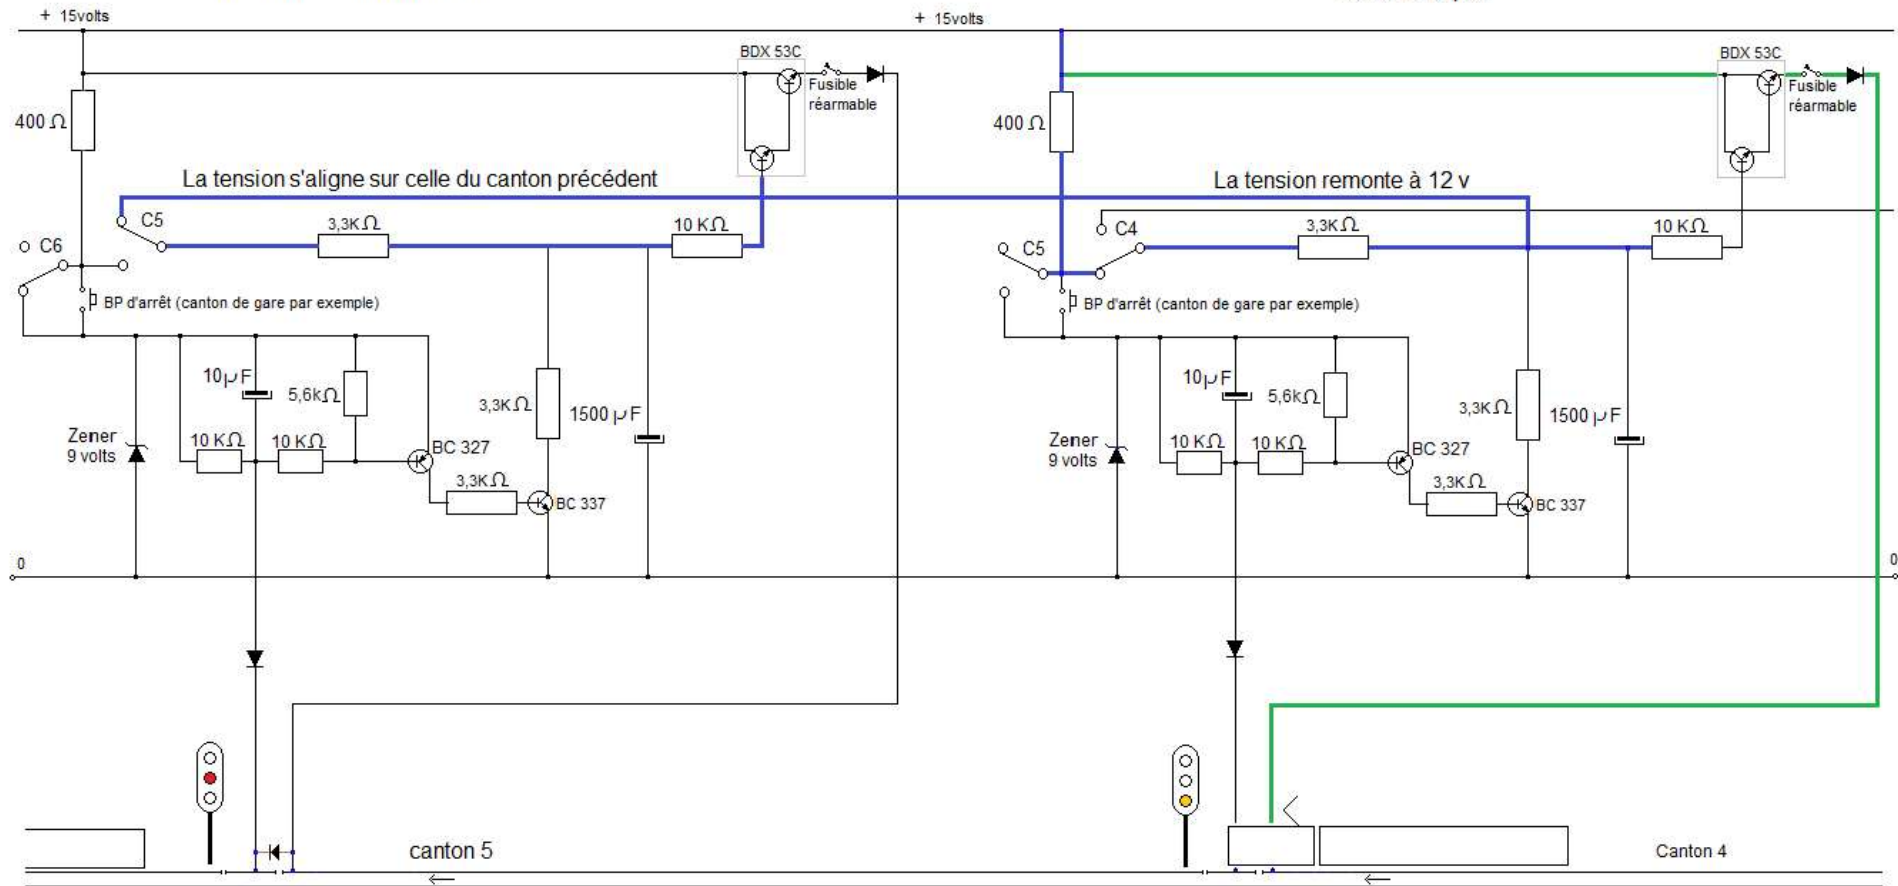 + 15volts
+ 15volts
BDX 53C
BDX 53C
Fusible
réarmable
Fusible
réarmable
400 Ω
400 Ω
La tension s'aligne sur celle du canton précédent
La tension remonte à 12 v
C5
3,3KΩ
10 KΩ
C4
3,3KΩ
10 KΩ
C6
C5
BP d'arrêt (canton de gare par exemple)
BP d'arrêt (canton de gare par exemple)
10μF
5,6kΩ
3,3KΩ
1500 μF
10μF
5,6kΩ
3,3KΩ
1500 μF
Zener
9 volts
10 KΩ
10 KΩ
BC 327
Zener
9 volts
10 KΩ
10 KΩ
BC 327
3,3KΩ
BC 337
3,3KΩ
BC 337
0
0
canton 5
Canton 4